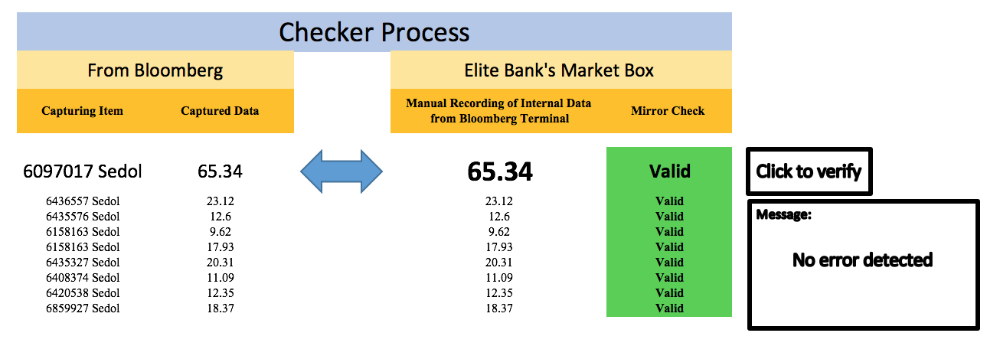 Checker Process
From Bloomberg
Elite Bank's Market Box
Capturing Item
Captured Data
Manual Recording of Internal Data
from Bloomberg Terminal
Mirror Check
6097017 Sedol 65.34 65.34 Valid
Click to verify
6436557 Sedol 23.12 23.12 Valid
6435576 Sedol 12.6 12.6 Valid
6158163 Sedol 9.62 9.62 Valid
6158163 Sedol 17.93 17.93 Valid
6435327 Sedol 20.31 20.31 Valid
6408374 Sedol 11.09 11.09 Valid
6420538 Sedol 12.35 12.35 Valid
6859927 Sedol 18.37 18.37 Valid
Message:
No error detected